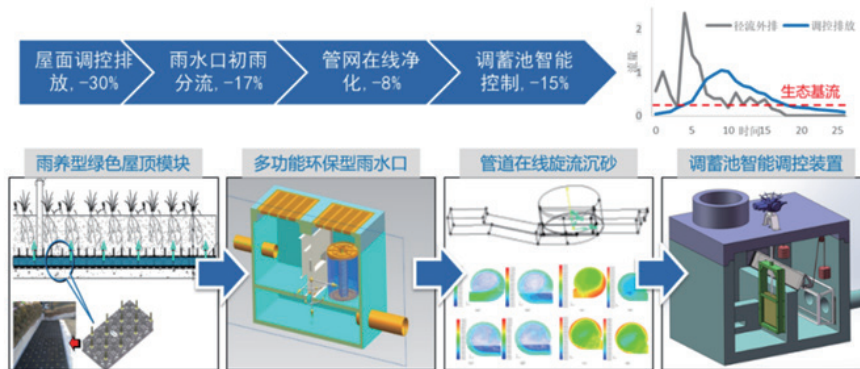 屋面调控排
放,-30%
雨水口初雨
分流,-17%
管网在线净
化,-8%
调蓄池智能
控制,-15%
径流外排
调控排放
流量
2
1
0
生态基流
0
5
10
时间
15
20
25
雨养型绿色屋顶模块
多功能环保型雨水口
管道在线旋流沉砂
调蓄池智能调控装置